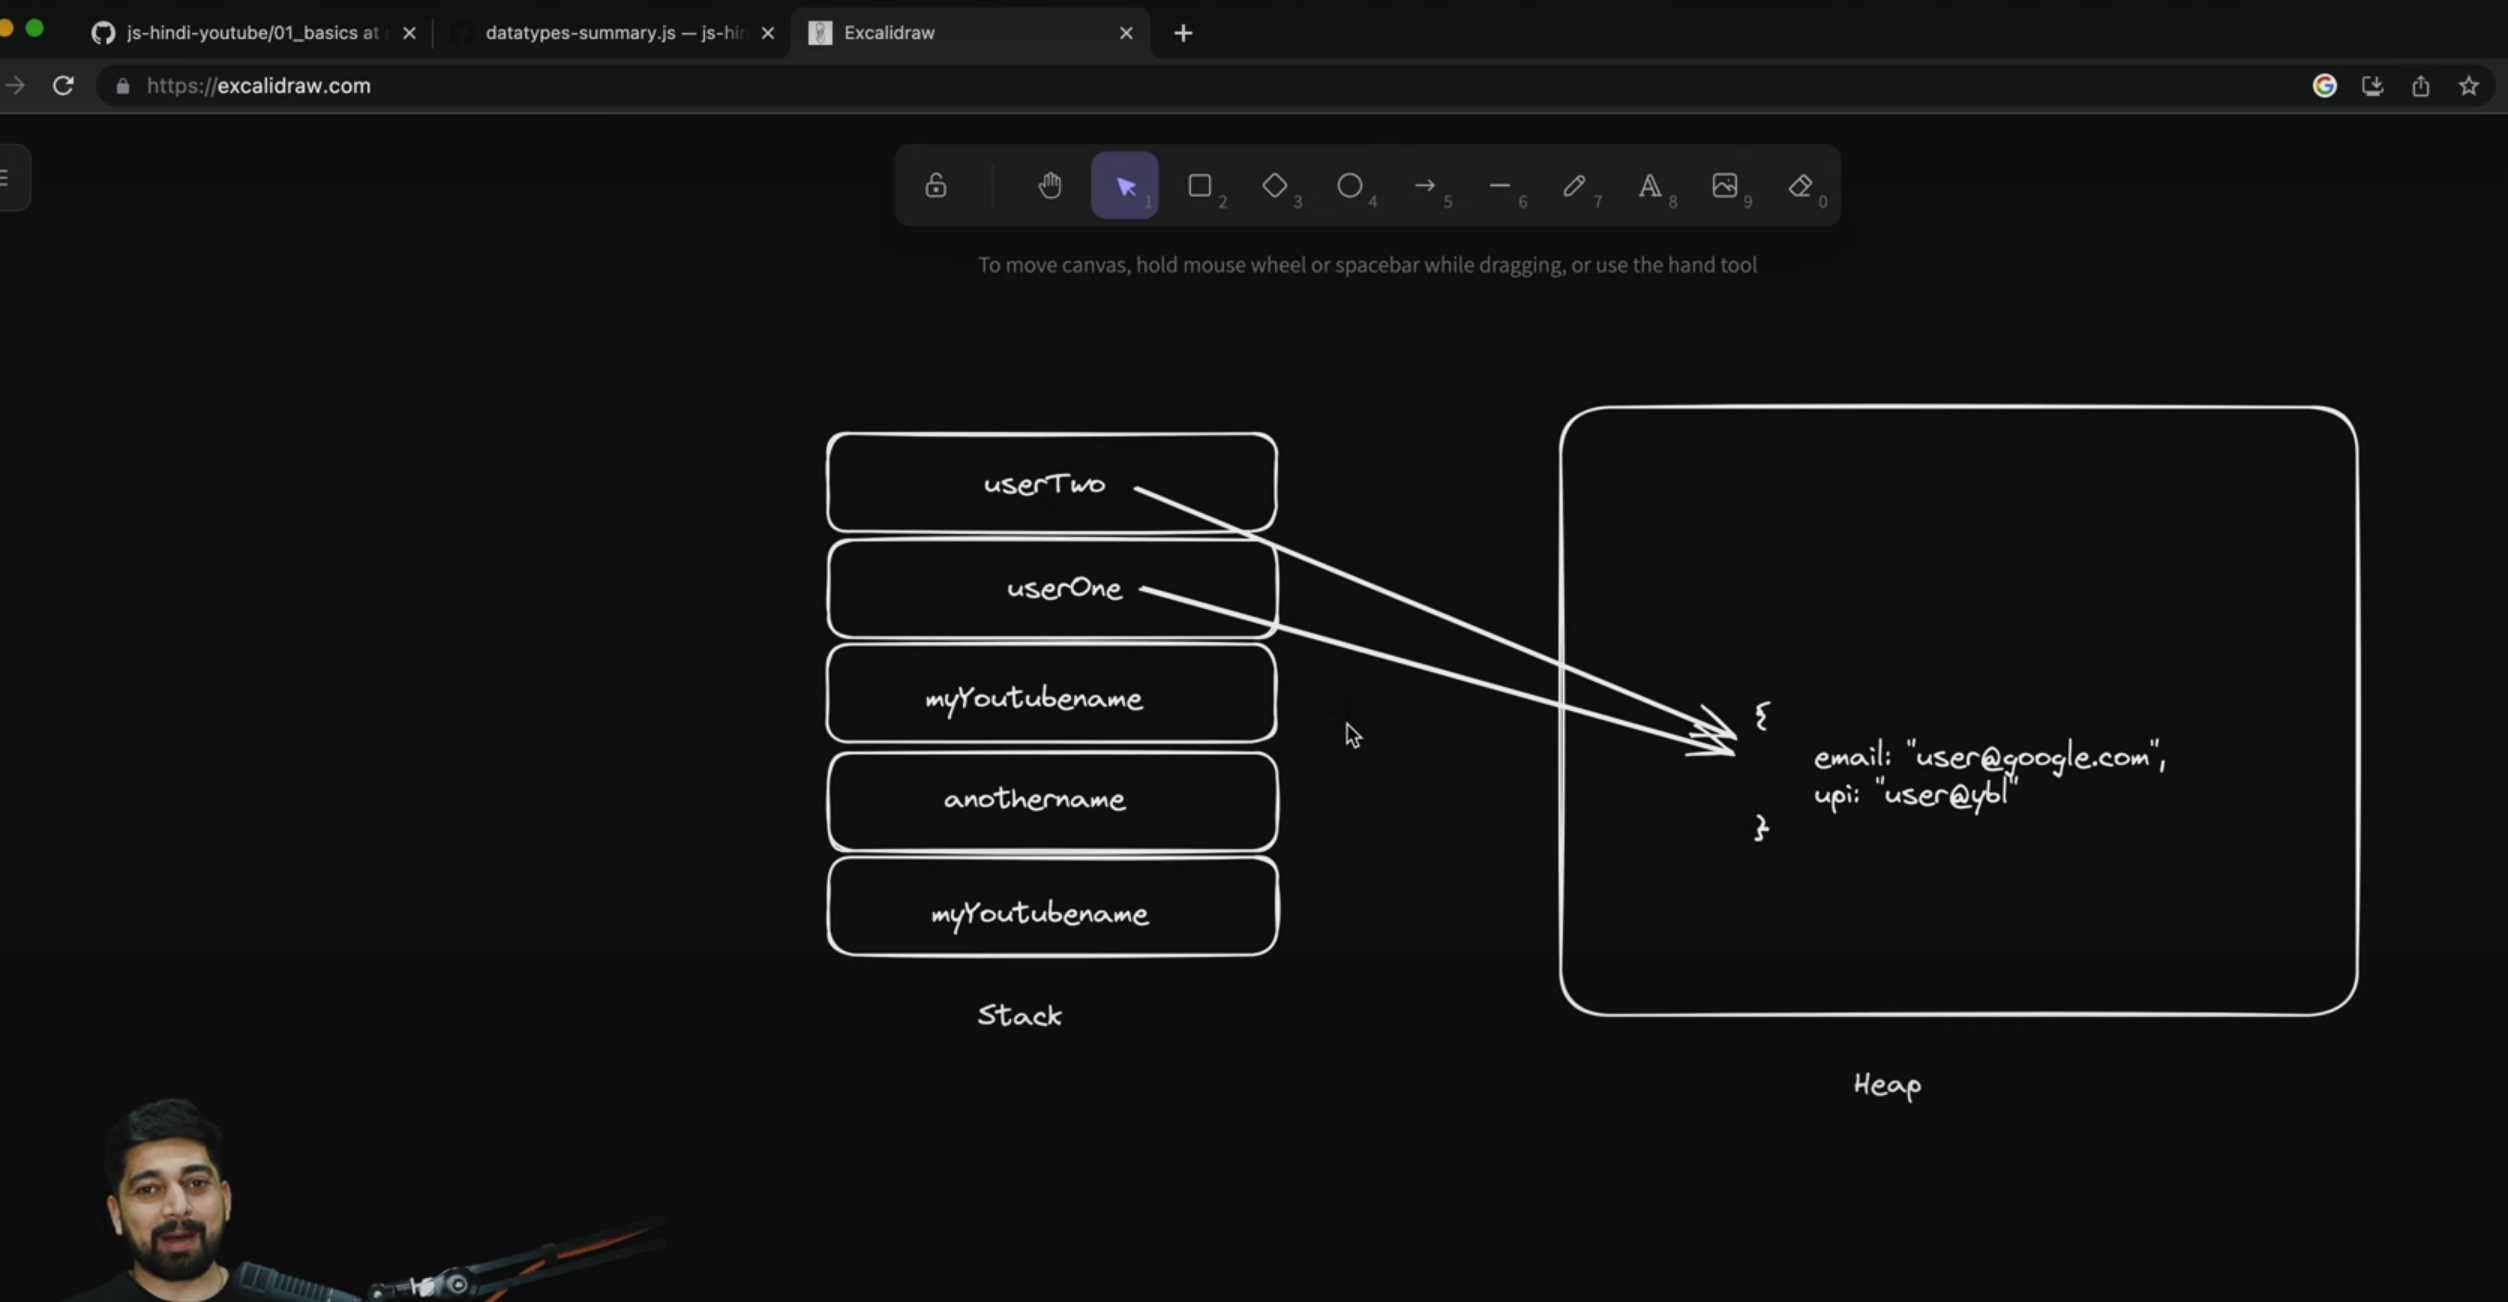 js-hindi-youtube/01_basics at
datatypes-summary.js — js-hin
Excalidraw
https://excalidraw.com
1
2
3
4
5
6
7
8
9
0
To move canvas, hold mouse wheel or spacebar while dragging, or use the hand tool
userTwo
userOne
myYoutubename
anothername
myYoutubename
Stack
{
email: "user@google.com",
upi: "user@ybl"
}
Heap